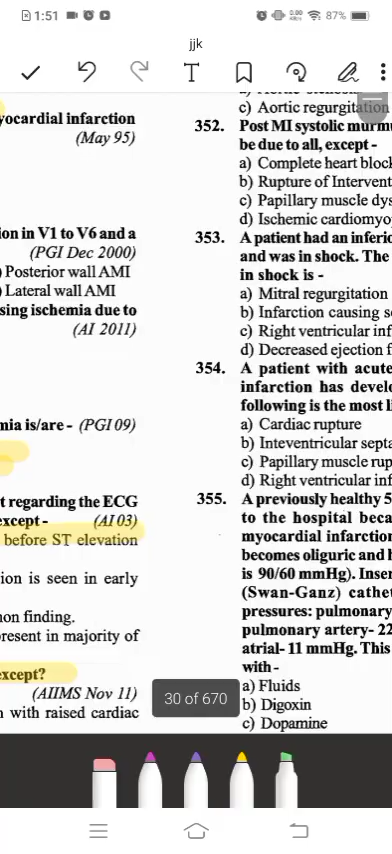 1:51
87%
jjk
T
ocardial infarction
(May 95)
ion in V1 to V6 and a
(PGI Dec 2000)
) Posterior wall AMI
) Lateral wall AMI
sing ischemia due to
(AI 2011)
mia is/are - (PGI 09)
t regarding the ECG
xcept - (AI 03)
before ST elevation
ion is seen in early
non finding.
present in majority of
except?
(AIIMS Nov 11)
n with raised cardiac
c) Aortic regurgitation
352. Post MI systolic murmu
be due to all, except -
a) Complete heart block
b) Rupture of Intervent
c) Papillary muscle dys
d) Ischemic cardiomyo
353. A patient had an inferio
and was in shock. The
in shock is -
a) Mitral regurgitation
b) Infarction causing se
c) Right ventricular inf
d) Decreased ejection f
354. A patient with acute
infarction has develo
following is the most li
a) Cardiac rupture
b) Inteventricular septa
c) Papillary muscle rup
d) Right ventricular inf
355. A previously healthy 5
to the hospital beca
myocardial infarction
becomes oliguric and h
is 90/60 mmHg). Inser
(Swan-Ganz) cathet
pressures: pulmonary
pulmonary artery- 22
atrial- 11 mmHg. This
with -
a) Fluids
b) Digoxin
c) Dopamine
30 of 670